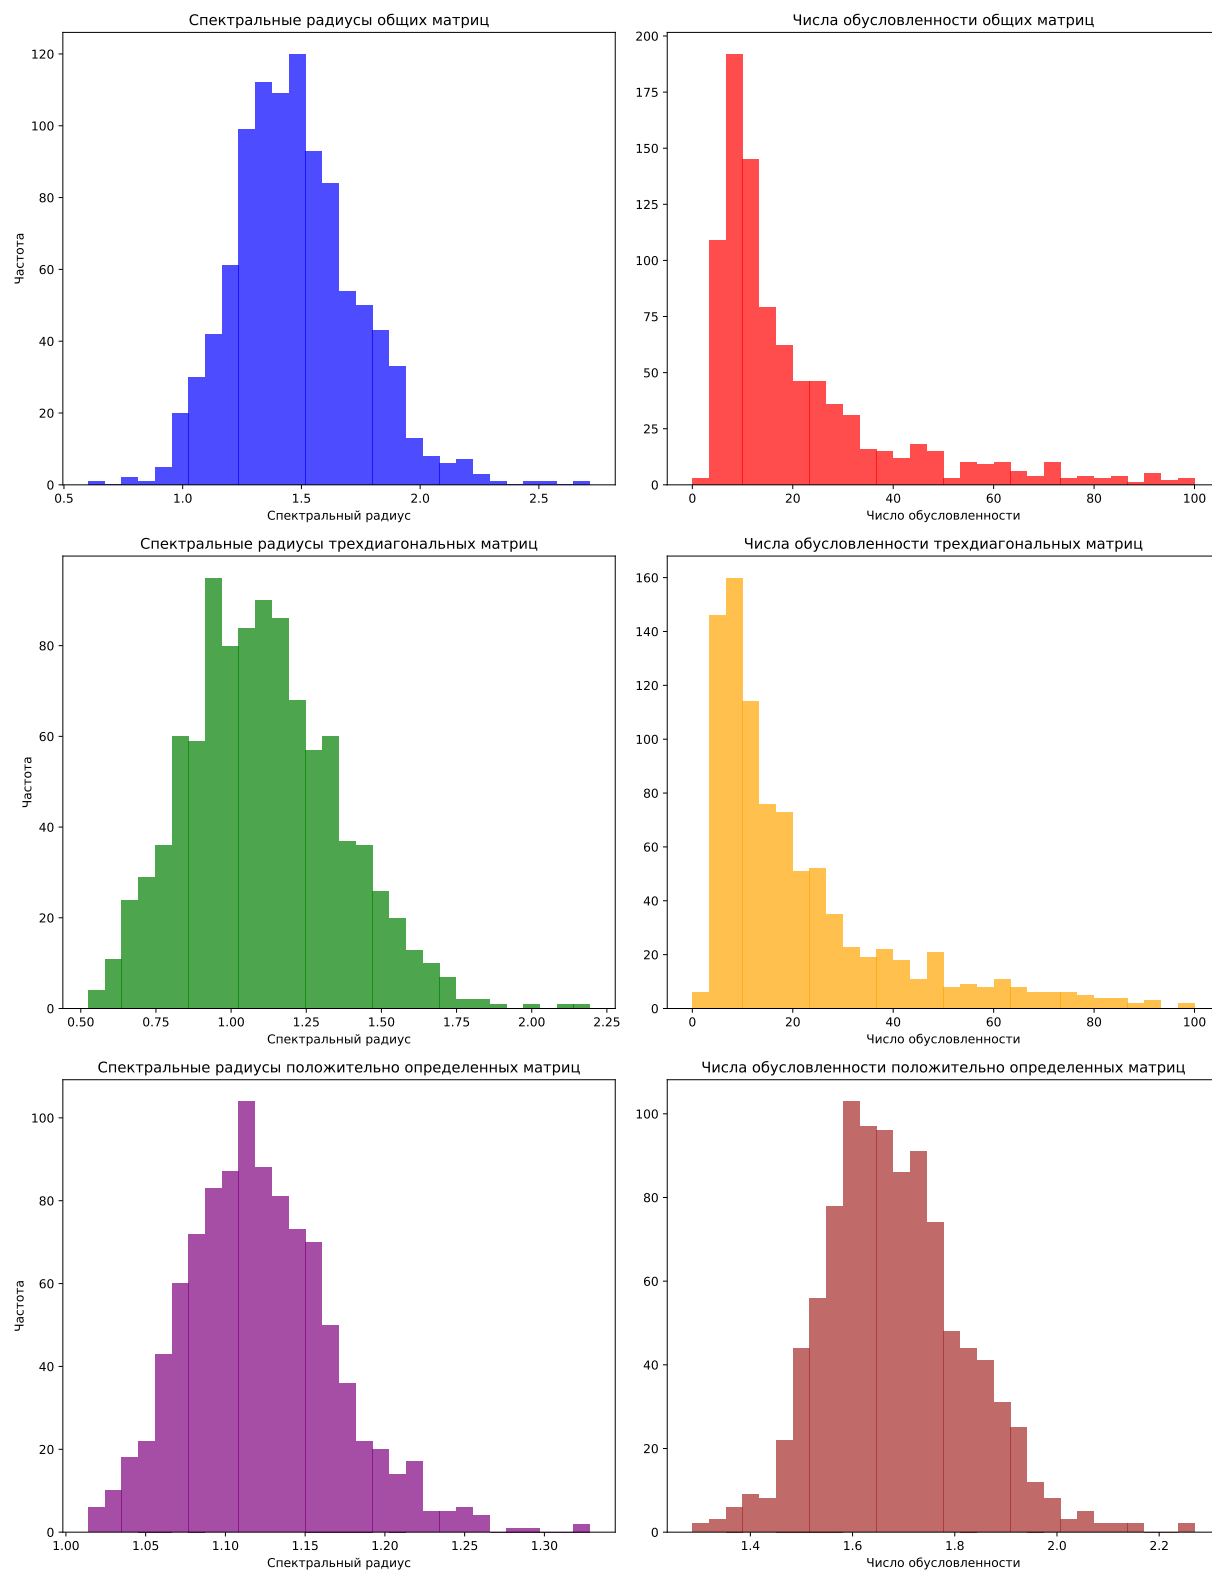 Спектральные радиусы общих матриц
Частота
120
100
80
60
40
20
0
0.5 1.0 1.5 2.0 2.5
Спектральный радиус
Числа обусловленности общих матриц
200
175
150
125
100
75
50
25
0
0 20 40 60 80 100
Число обусловленности
Спектральные радиусы трехдиагональных матриц
Частота
80
60
40
20
0
0.50 0.75 1.00 1.25 1.50 1.75 2.00 2.25
Спектральный радиус
Числа обусловленности трехдиагональных матриц
160
140
120
100
80
60
40
20
0
0 20 40 60 80 100
Число обусловленности
Спектральные радиусы положительно определенных матриц
Частота
100
80
60
40
20
0
1.00 1.05 1.10 1.15 1.20 1.25 1.30
Спектральный радиус
Числа обусловленности положительно определенных матриц
100
80
60
40
20
0
1.4 1.6 1.8 2.0 2.2
Число обусловленности